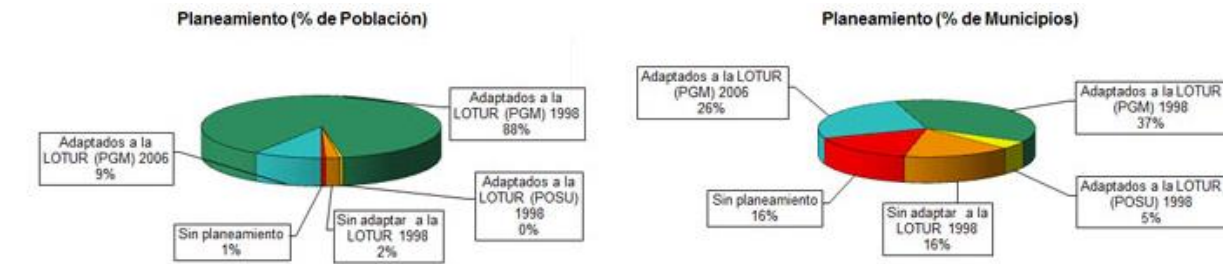 Planeamiento (% de Población)
Adaptados a la
LOTUR (PGM) 1998
88%
Adaptados a la
LOTUR (PGM) 2006
9%
Adaptados a la
LOTUR (POSU)
1998
0%
Sin planeamiento
1%
Sin adaptar a la
LOTUR 1998
2%
Planeamiento (% de Municipios)
Adaptados a la LOTUR
(PGM) 2006
26%
Adaptados a la LOTUR
(PGM) 1998
37%
Sin planeamiento
16%
Sin adaptar a la
LOTUR 1998
16%
Adaptados a la LOTUR
(POSU) 1998
5%